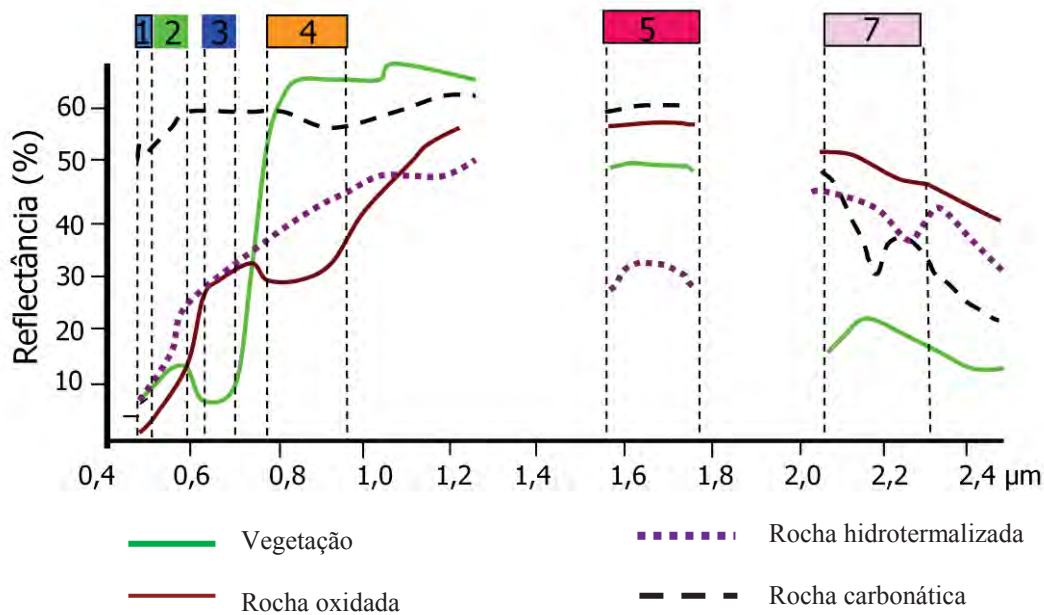 1 2 3 4 5 7
Reflectância (%)
60
50
40
30
20
10
0,4 0,6 0,8 1,0 1,2 1,4 1,6 1,8 2,0 2,2 2,4 µm
Vegetação
Rocha hidrotermalizada
Rocha oxidada
Rocha carbonática